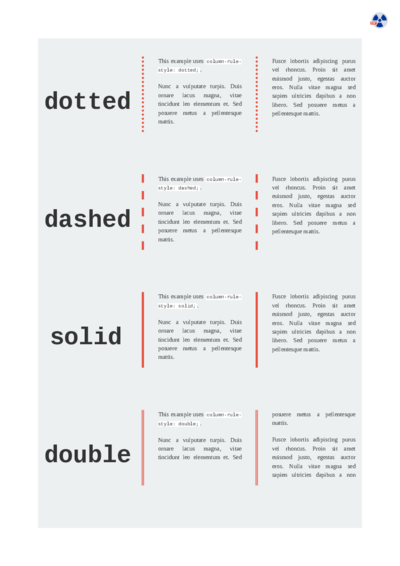 dotted
This example uses column-rule-
style: dotted;.
Nunc a vulputate turpis. Duis
ornare lacus magna, vitae
tincidunt leo elementum et. Sed
posuere metus a pellentesque
mattis.
Fusce lobortis adipiscing purus
vel rhoncus. Proin sit amet
euismod justo, egestas auctor
eros. Nulla vitae magna sed
sapien ultricies dapibus a non
libero. Sed posuere metus a
pellentesque mattis.
dashed
This example uses column-rule-
style: dashed;.
Nunc a vulputate turpis. Duis
ornare lacus magna, vitae
tincidunt leo elementum et. Sed
posuere metus a pellentesque
mattis.
Fusce lobortis adipiscing purus
vel rhoncus. Proin sit amet
euismod justo, egestas auctor
eros. Nulla vitae magna sed
sapien ultricies dapibus a non
libero. Sed posuere metus a
pellentesque mattis.
solid
This example uses column-rule-
style: solid;.
Nunc a vulputate turpis. Duis
ornare lacus magna, vitae
tincidunt leo elementum et. Sed
posuere metus a pellentesque
mattis.
Fusce lobortis adipiscing purus
vel rhoncus. Proin sit amet
euismod justo, egestas auctor
eros. Nulla vitae magna sed
sapien ultricies dapibus a non
libero. Sed posuere metus a
pellentesque mattis.
double
This example uses column-rule-
style: double;.
Nunc a vulputate turpis. Duis
ornare lacus magna, vitae
tincidunt leo elementum et. Sed
posuere metus a pellentesque
mattis.
Fusce lobortis adipiscing purus
vel rhoncus. Proin sit amet
euismod justo, egestas auctor
eros. Nulla vitae magna sed
sapien ultricies dapibus a non